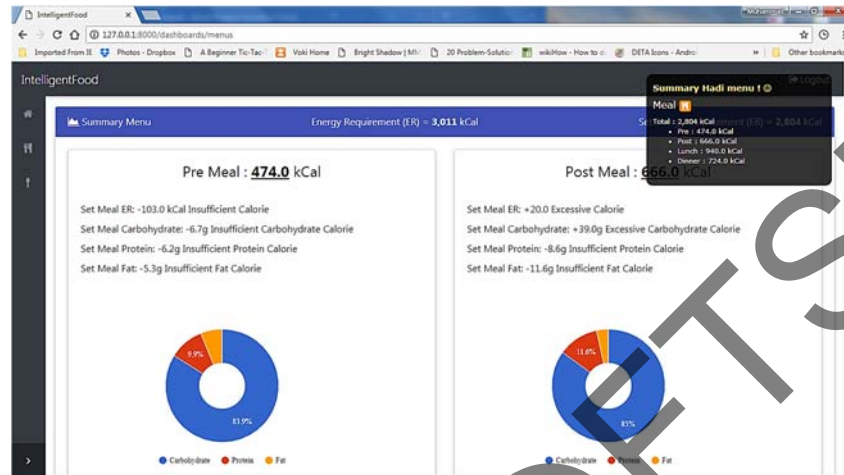 IntelligentFood
Muhammad
127.0.0.1:8000/dashboards/menus
Imported From IE Photos - Dropbox A Beginner Tic-Tac-T Voki Home Bright Shadow | MV 20 Problem-Solutio wikiHow - How to d DETA Icons - Androi Other bookmarks
IntelligentFood
Logout
Summary Menu
Energy Requirement (ER) = 3,011 kCal
Summary Hadi menu !
Meal
Total : 2,804 kCal
Pre : 474.0 kCal
Post : 666.0 kCal
Lunch : 940.0 kCal
Dinner : 724.0 kCal
Pre Meal : 474.0 kCal
Set Meal ER: -103.0 kCal Insufficient Calorie
Set Meal Carbohydrate: -6.7g Insufficient Carbohydrate Calorie
Set Meal Protein: -6.2g Insufficient Protein Calorie
Set Meal Fat: -5.3g Insufficient Fat Calorie
9.9%
83.9%
Carbohydrate Protein Fat
Post Meal : 666.0 kCal
Set Meal ER: +20.0 Excessive Calorie
Set Meal Carbohydrate: +39.0g Excessive Carbohydrate Calorie
Set Meal Protein: -8.6g Insufficient Protein Calorie
Set Meal Fat: -11.6g Insufficient Fat Calorie
11.6%
85%
Carbohydrate Protein Fat
ETS